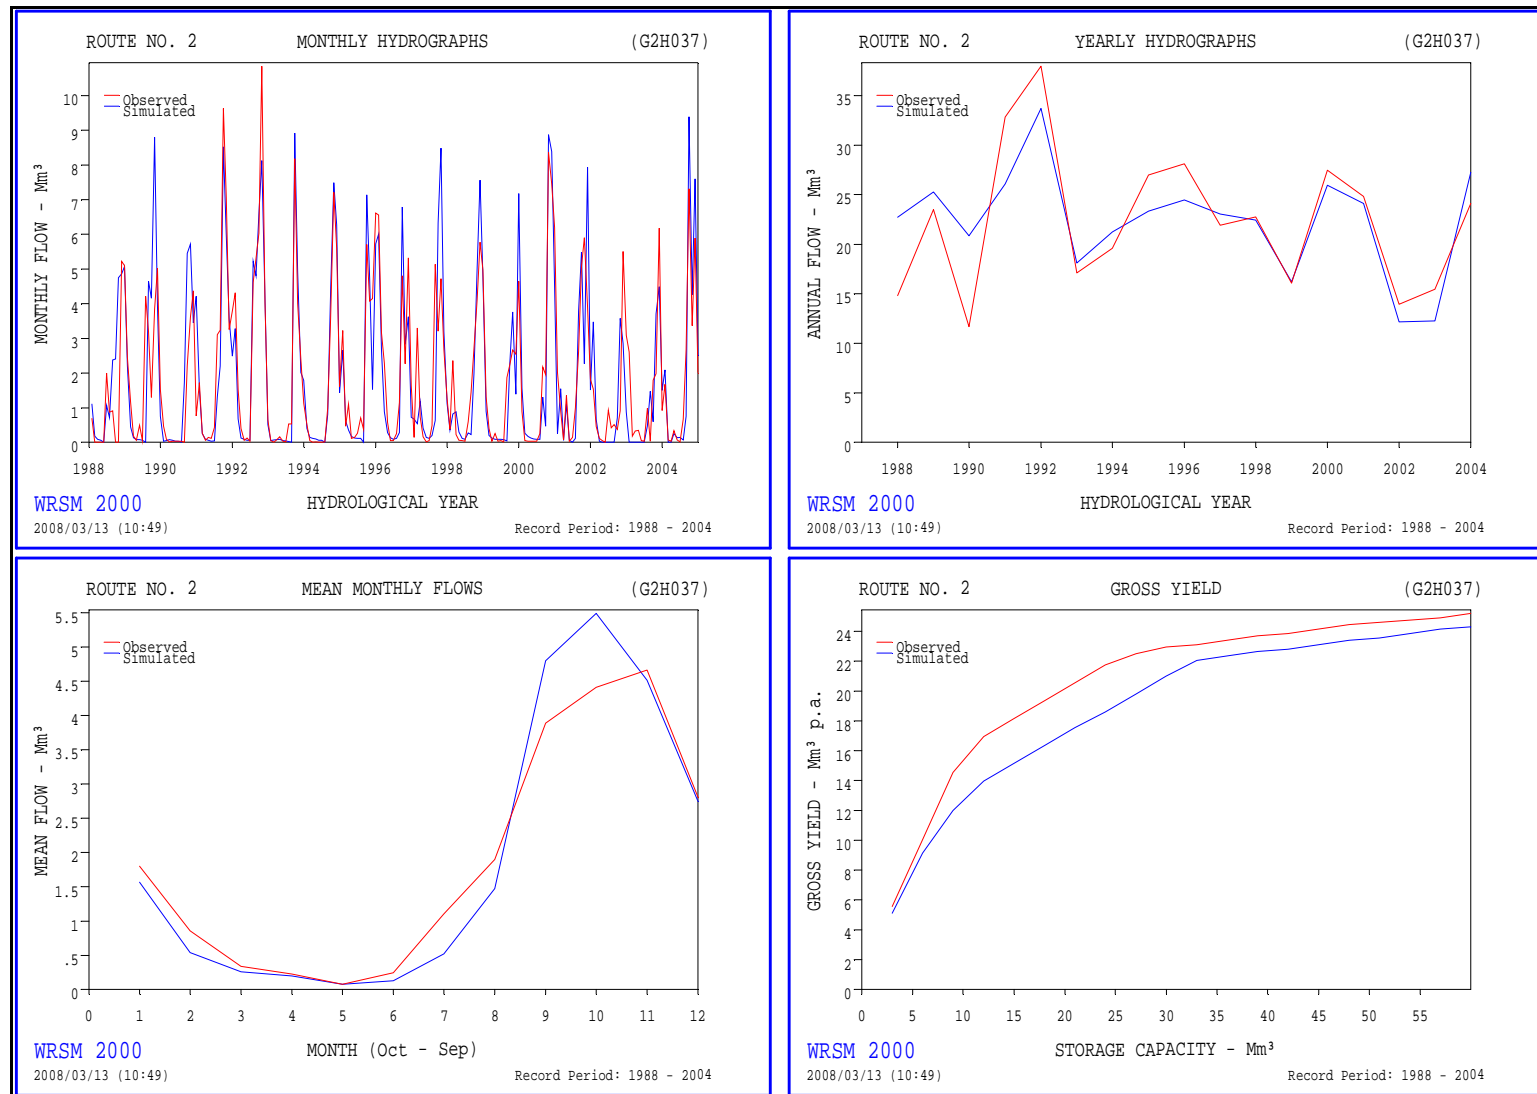 ROUTE NO. 2 MONTHLY HYDROGRAPHS (G2H037)
Observed
Simulated
MONTHLY FLOW - Mm³
10
9
8
7
6
5
4
3
2
1
0
1988 1990 1992 1994 1996 1998 2000 2002 2004
WRSM 2000 HYDROLOGICAL YEAR
2008/03/13 (10:49) Record Period: 1988 - 2004
ROUTE NO. 2 YEARLY HYDROGRAPHS (G2H037)
Observed
Simulated
ANNUAL FLOW - Mm³
35
30
25
20
15
10
5
0
1988 1990 1992 1994 1996 1998 2000 2002 2004
WRSM 2000 HYDROLOGICAL YEAR
2008/03/13 (10:49) Record Period: 1988 - 2004
ROUTE NO. 2 MEAN MONTHLY FLOWS (G2H037)
Observed
Simulated
MEAN FLOW - Mm³
5.5
5
4.5
4
3.5
3
2.5
2
1.5
1
.5
0
0 1 2 3 4 5 6 7 8 9 10 11 12
WRSM 2000 MONTH (Oct - Sep)
2008/03/13 (10:49) Record Period: 1988 - 2004
ROUTE NO. 2 GROSS YIELD (G2H037)
Observed
Simulated
GROSS YIELD - Mm³ p.a.
24
22
20
18
16
14
12
10
8
6
4
2
0
0 5 10 15 20 25 30 35 40 45 50 55
WRSM 2000 STORAGE CAPACITY - Mm³
2008/03/13 (10:49) Record Period: 1988 - 2004